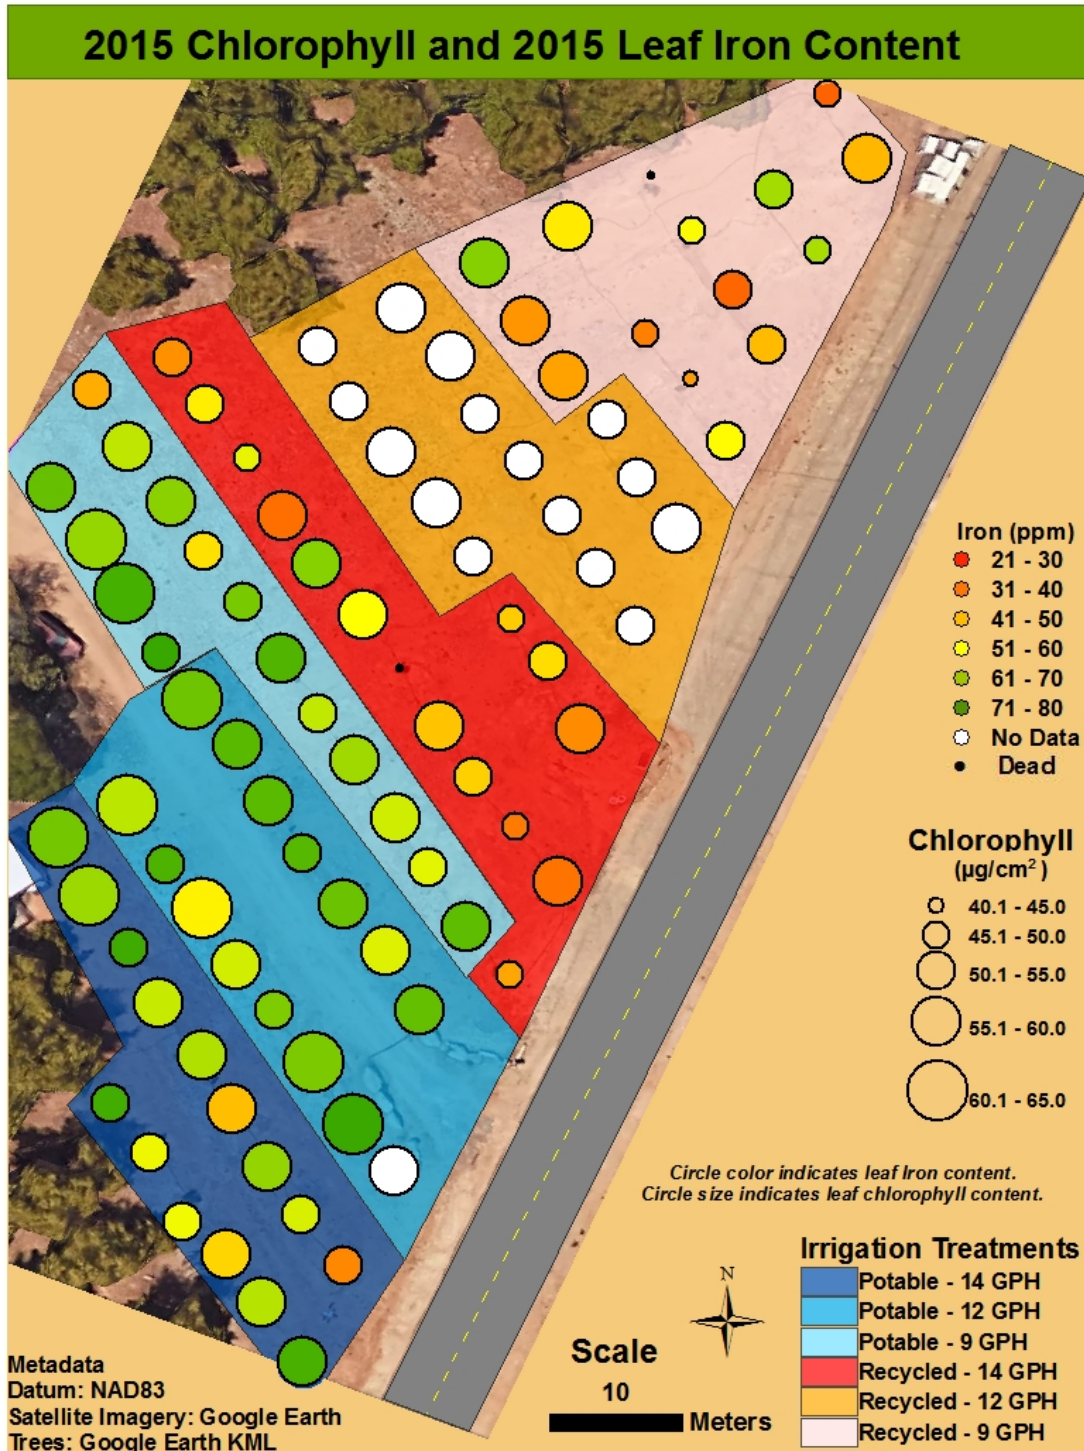 2015 Chlorophyll and 2015 Leaf Iron Content
Iron (ppm)
21 - 30
31 - 40
41 - 50
51 - 60
61 - 70
71 - 80
No Data
Dead
Chlorophyll
(µg/cm²)
40.1 - 45.0
45.1 - 50.0
50.1 - 55.0
55.1 - 60.0
60.1 - 65.0
Circle color indicates leaf Iron content.
Circle size indicates leaf chlorophyll content.
Irrigation Treatments
Potable - 14 GPH
Potable - 12 GPH
Potable - 9 GPH
Recycled - 14 GPH
Recycled - 12 GPH
Recycled - 9 GPH
N
Scale
10
Meters
Metadata
Datum: NAD83
Satellite Imagery: Google Earth
Trees: Google Earth KML